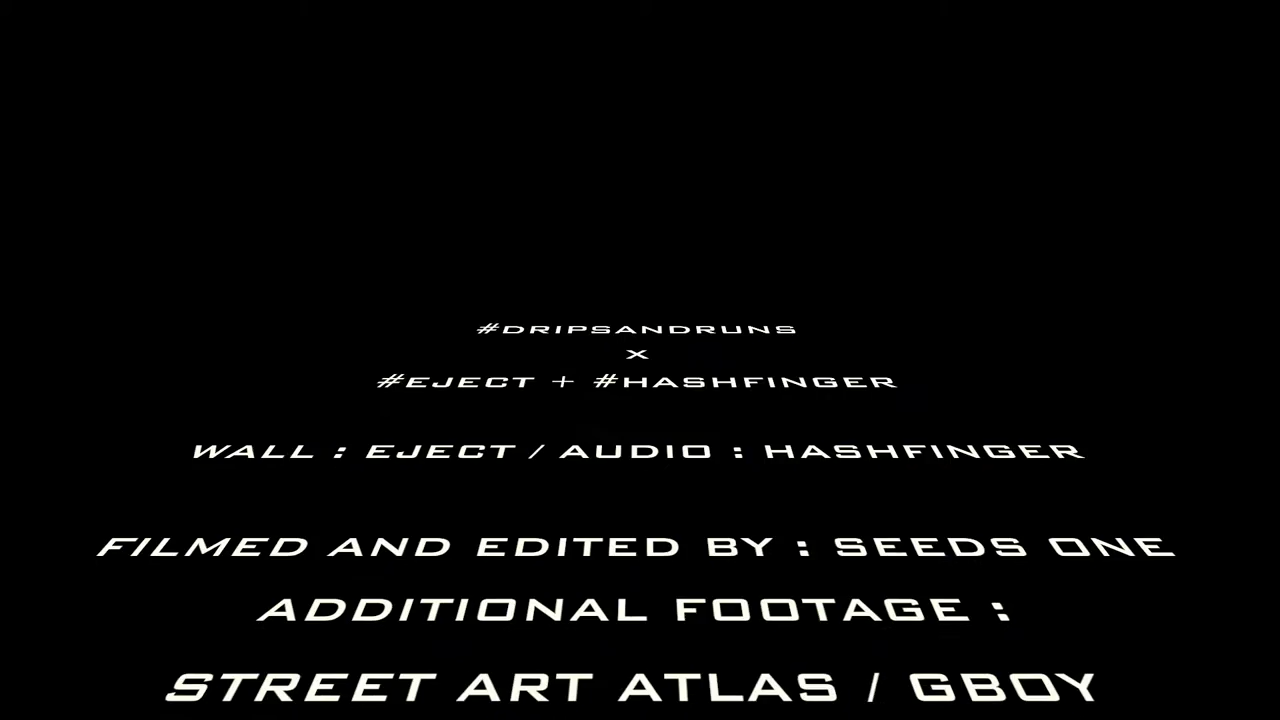 #DRIPSANDRUNS
X
#EJECT + #HASHFINGER
WALL : EJECT / AUDIO : HASHFINGER
FILMED AND EDITED BY : SEEDS ONE
ADDITIONAL FOOTAGE :
STREET ART ATLAS / GBOY